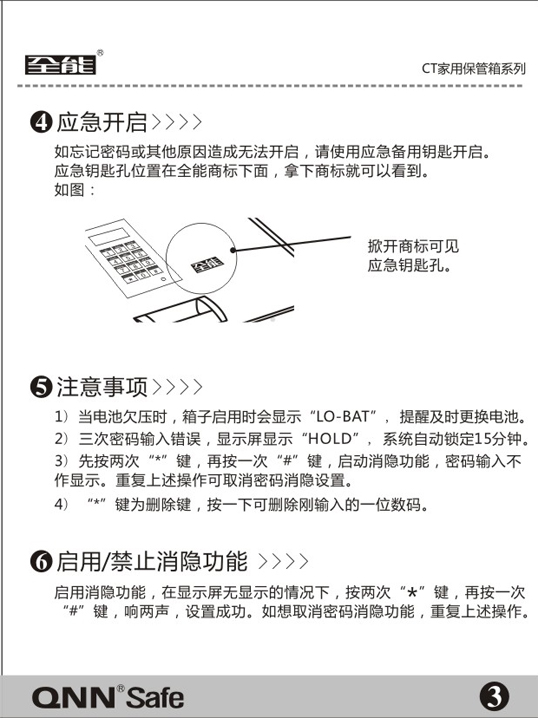 全能®
CT家用保管箱系列
4 应急开启>>>>
如忘记密码或其他原因造成无法开启，请使用应急备用钥匙开启。
应急钥匙孔位置在全能商标下面，拿下商标就可以看到。
如图：
全能
掀开商标可见
应急钥匙孔。
5 注意事项>>>>
1）当电池欠压时，箱子启用时会显示“LO-BAT”，提醒及时更换电池。
2）三次密码输入错误，显示屏显示“HOLD”，系统自动锁定15分钟。
3）先按两次“*”键，再按一次“#”键，启动消隐功能，密码输入不
作显示。重复上述操作可取消密码消隐设置。
4）“*”键为删除键，按一下可删除刚输入的一位数码。
6 启用/禁止消隐功能 >>>>
启用消隐功能，在显示屏无显示的情况下，按两次“*”键，再按一次
“#”键，响两声，设置成功。如想取消密码消隐功能，重复上述操作。
QNN®Safe
3